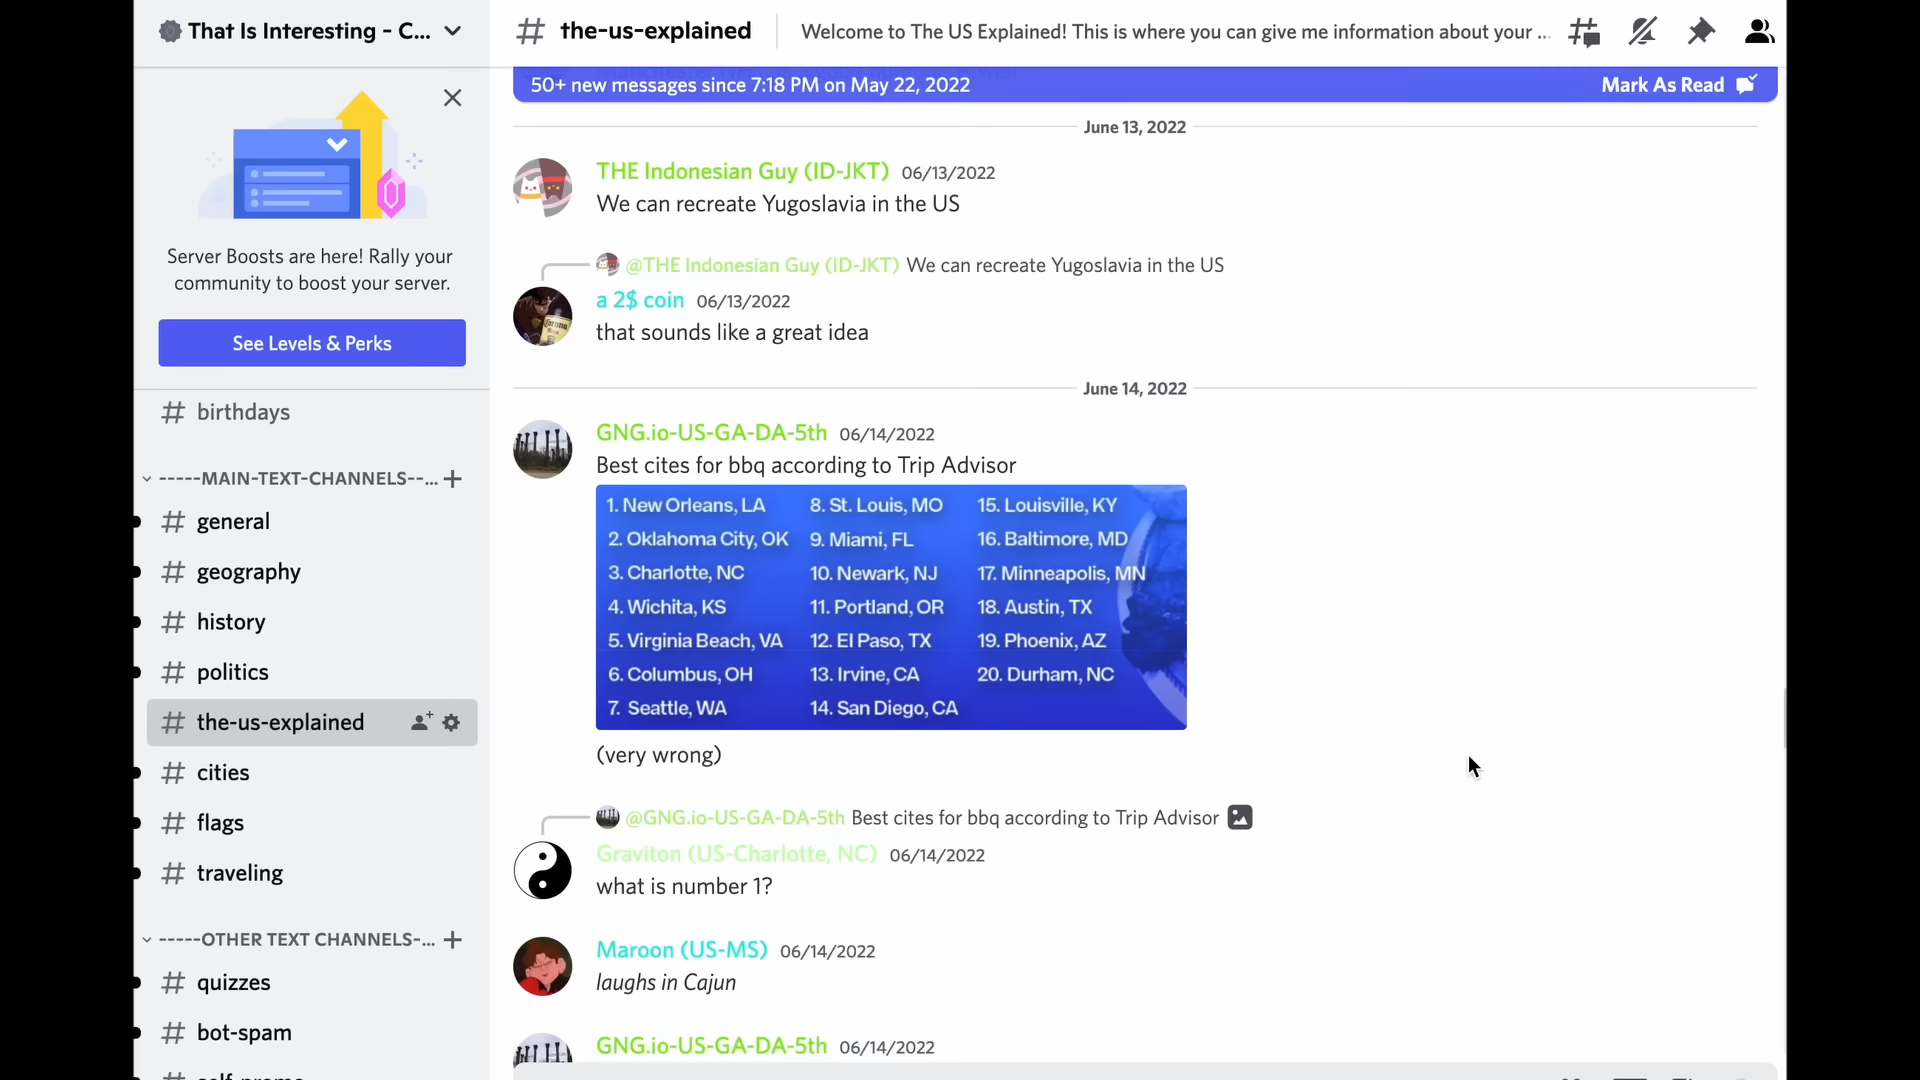 That Is Interesting - C...
the-us-explained
Welcome to The US Explained! This is where you can give me information about your ...
50+ new messages since 7:18 PM on May 22, 2022
Mark As Read
Server Boosts are here! Rally your
community to boost your server.
See Levels & Perks
birthdays
-----MAIN-TEXT-CHANNELS--...
general
geography
history
politics
the-us-explained
cities
flags
traveling
-----OTHER TEXT CHANNELS-...
quizzes
bot-spam
June 13, 2022
THE Indonesian Guy (ID-JKT) 06/13/2022
We can recreate Yugoslavia in the US
@THE Indonesian Guy (ID-JKT) We can recreate Yugoslavia in the US
a 2$ coin 06/13/2022
that sounds like a great idea
June 14, 2022
GNG.io-US-GA-DA-5th 06/14/2022
Best cites for bbq according to Trip Advisor
1. New Orleans, LA
2. Oklahoma City, OK
3. Charlotte, NC
4. Wichita, KS
5. Virginia Beach, VA
6. Columbus, OH
7. Seattle, WA
8. St. Louis, MO
9. Miami, FL
10. Newark, NJ
11. Portland, OR
12. El Paso, TX
13. Irvine, CA
14. San Diego, CA
15. Louisville, KY
16. Baltimore, MD
17. Minneapolis, MN
18. Austin, TX
19. Phoenix, AZ
20. Durham, NC
(very wrong)
@GNG.io-US-GA-DA-5th Best cites for bbq according to Trip Advisor
Graviton (US-Charlotte, NC) 06/14/2022
what is number 1?
Maroon (US-MS) 06/14/2022
laughs in Cajun
GNG.io-US-GA-DA-5th 06/14/2022